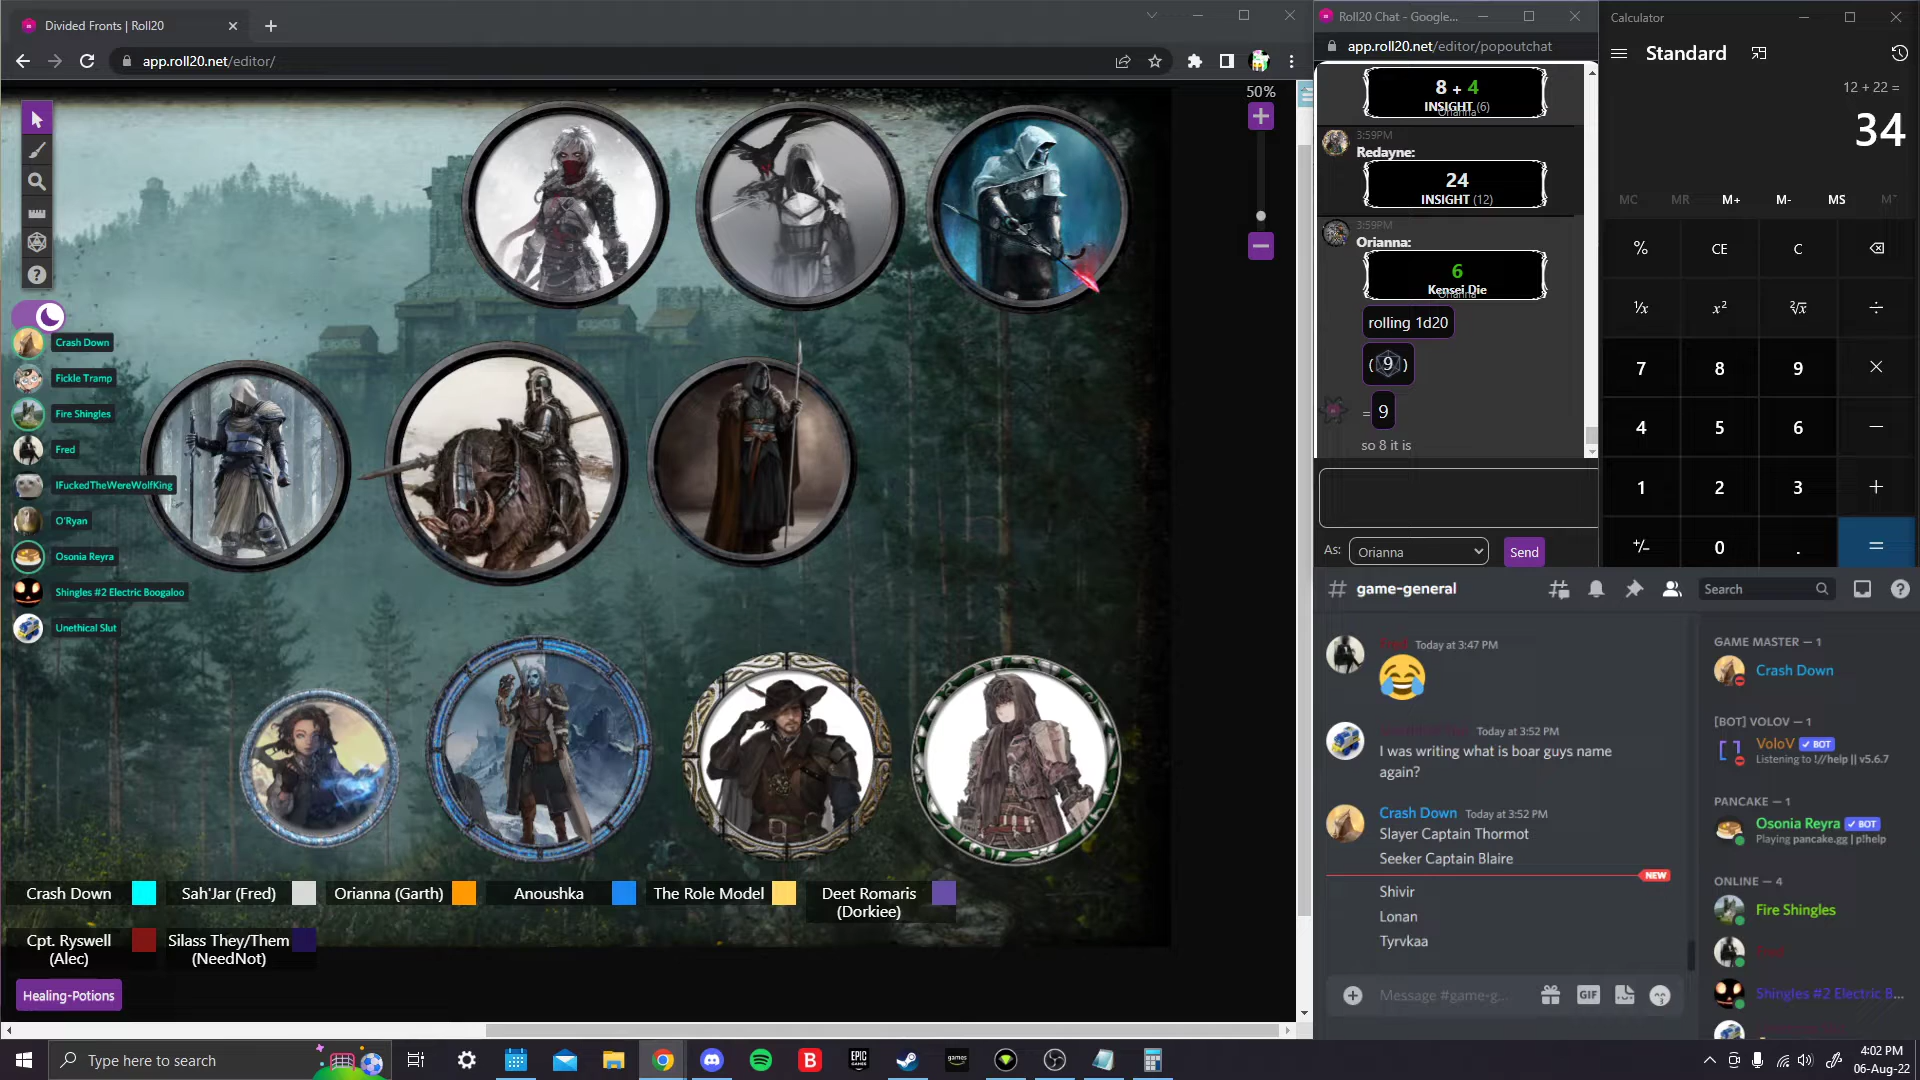 Divided Fronts | Roll20
Roll20 Chat - Google...
Calculator
app.roll20.net/editor/
app.roll20.net/editor/popoutchat
Standard
50%
8 + 4
INSIGHT (6)
Orianna
3:59PM
Redayne:
24
INSIGHT (12)
3:59PM
Orianna:
6
Kensei Die
Orianna
rolling 1d20
(9)
=9
so 8 it is
As:
Orianna
Send
12 + 22 =
34
MC
MR
M+
M-
MS
M˅
%
CE
C
⌫
¹/x
x²
²√x
÷
7
8
9
×
4
5
6
−
1
2
3
+
+/−
0
.
=
Crash Down
Fickle Tramp
Fire Shingles
Fred
IFuckedTheWereWolfKing
O'Ryan
Osonia Reyra
Shingles #2 Electric Boogaloo
Unethical Slut
Crash Down
Sah'Jar (Fred)
Orianna (Garth)
Anoushka
The Role Model
Deet Romaris
(Dorkiee)
Cpt. Ryswell
(Alec)
Silass They/Them
(NeedNot)
Healing-Potions
# game-general
Search
Today at 3:47 PM
Today at 3:52 PM
I was writing what is boar guys name
again?
Crash Down Today at 3:52 PM
Slayer Captain Thormot
Seeker Captain Blaire
NEW
Shivir
Lonan
Tyrvkaa
Message #game-g...
GIF
GAME MASTER — 1
Crash Down
[BOT] VOLOV — 1
VoloV ✓ BOT
Listening to !//help || v5.6.7
PANCAKE — 1
Osonia Reyra ✓ BOT
Playing pancake.gg | p!help
ONLINE — 4
Fire Shingles
Fred
Shingles #2 Electric B...
Type here to search
EPIC
GAMES
games
4:02 PM
06-Aug-22